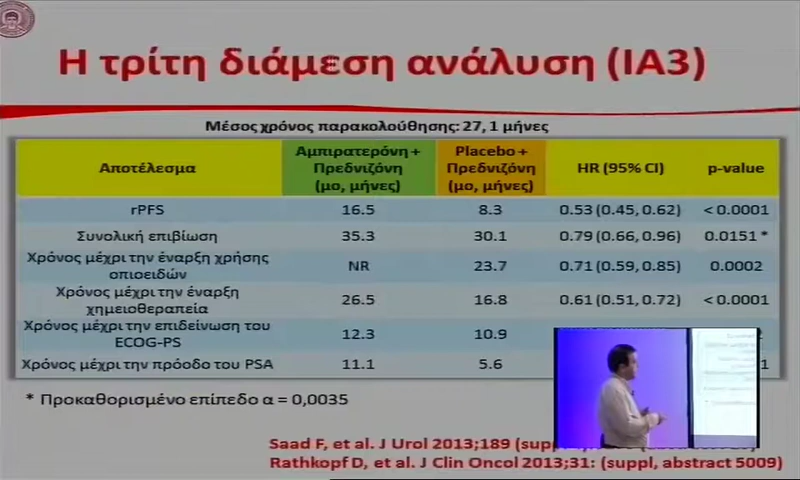 Η τρίτη διάμεση ανάλυση (IA3)
Μέσος χρόνος παρακολούθησης: 27, 1 μήνες
Αποτέλεσμα
Αμπιρατερόνη +
Πρεδνιζόνη
(μο, μήνες)
Placebo +
Πρεδνιζόνη
(μο, μήνες)
HR (95% CI)
p-value
rPFS 16.5 8.3 0.53 (0.45, 0.62) < 0.0001
Συνολική επιβίωση 35.3 30.1 0.79 (0.66, 0.96) 0.0151 *
Χρόνος μέχρι την έναρξη χρήσης
οπιοειδών
NR 23.7 0.71 (0.59, 0.85) 0.0002
Χρόνος μέχρι την έναρξη
χημειοθεραπεία
26.5 16.8 0.61 (0.51, 0.72) < 0.0001
Χρόνος μέχρι την επιδείνωση του
ECOG-PS
12.3 10.9
Χρόνος μέχρι την πρόοδο του PSA 11.1 5.6
* Προκαθορισμένο επίπεδο α = 0,0035
Saad F, et al. J Urol 2013;189
Rathkopf D, et al. J Clin Oncol 2013;31: (suppl, abstract 5009)